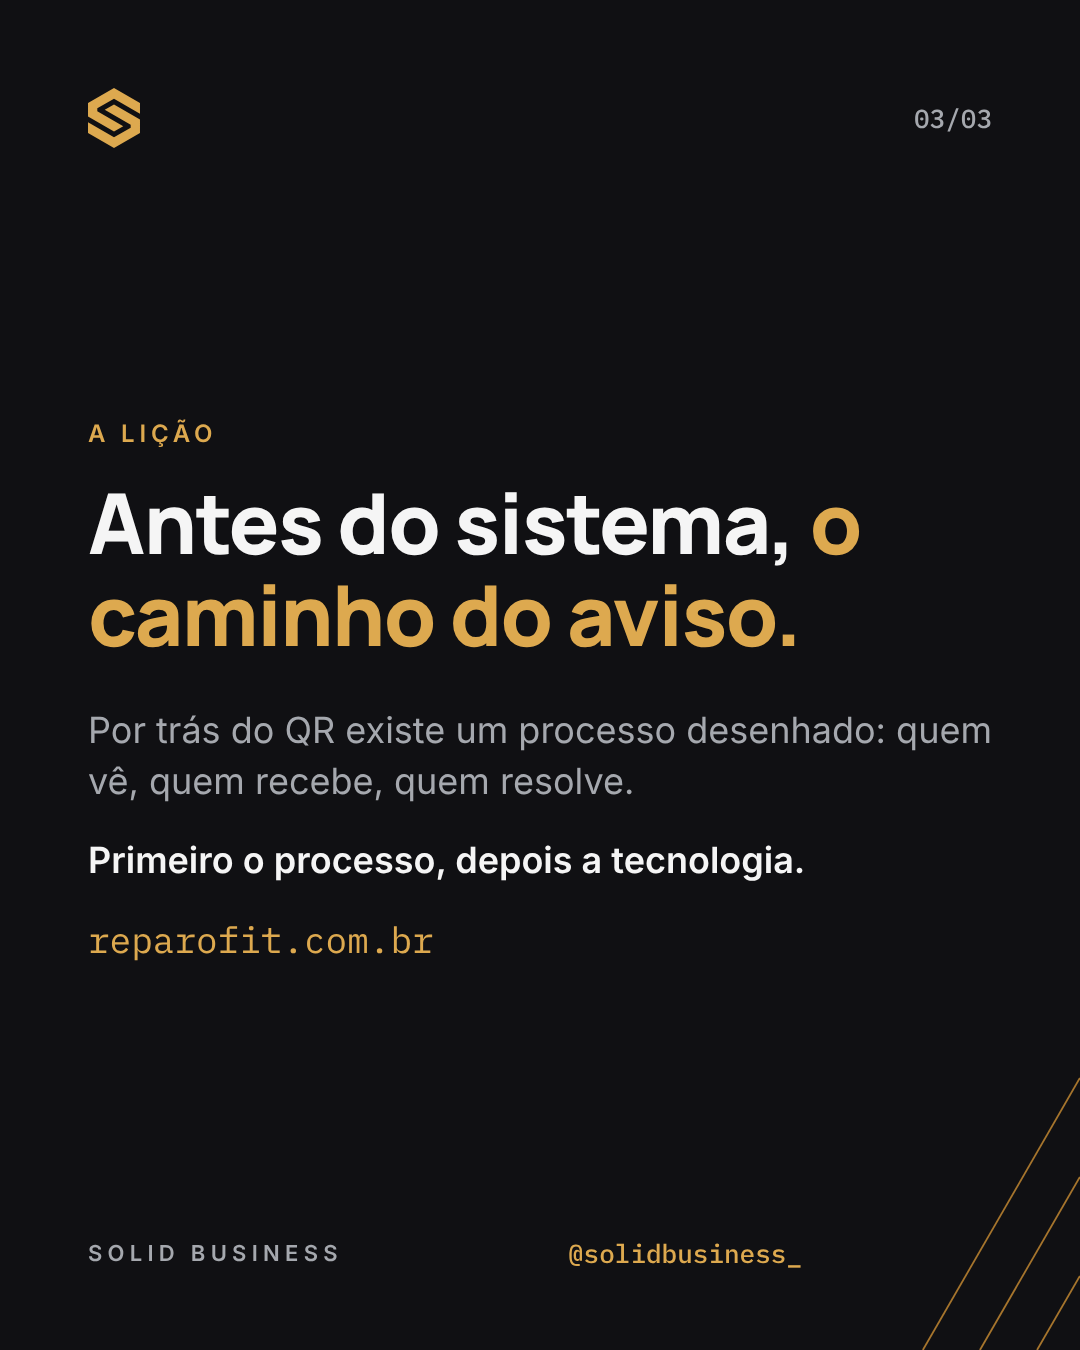 03/03
A LIÇÃO
Antes do sistema, o
caminho do aviso.
Por trás do QR existe um processo desenhado: quem
vê, quem recebe, quem resolve.
Primeiro o processo, depois a tecnologia.
reparofit.com.br
SOLID BUSINESS
@solidbusiness_